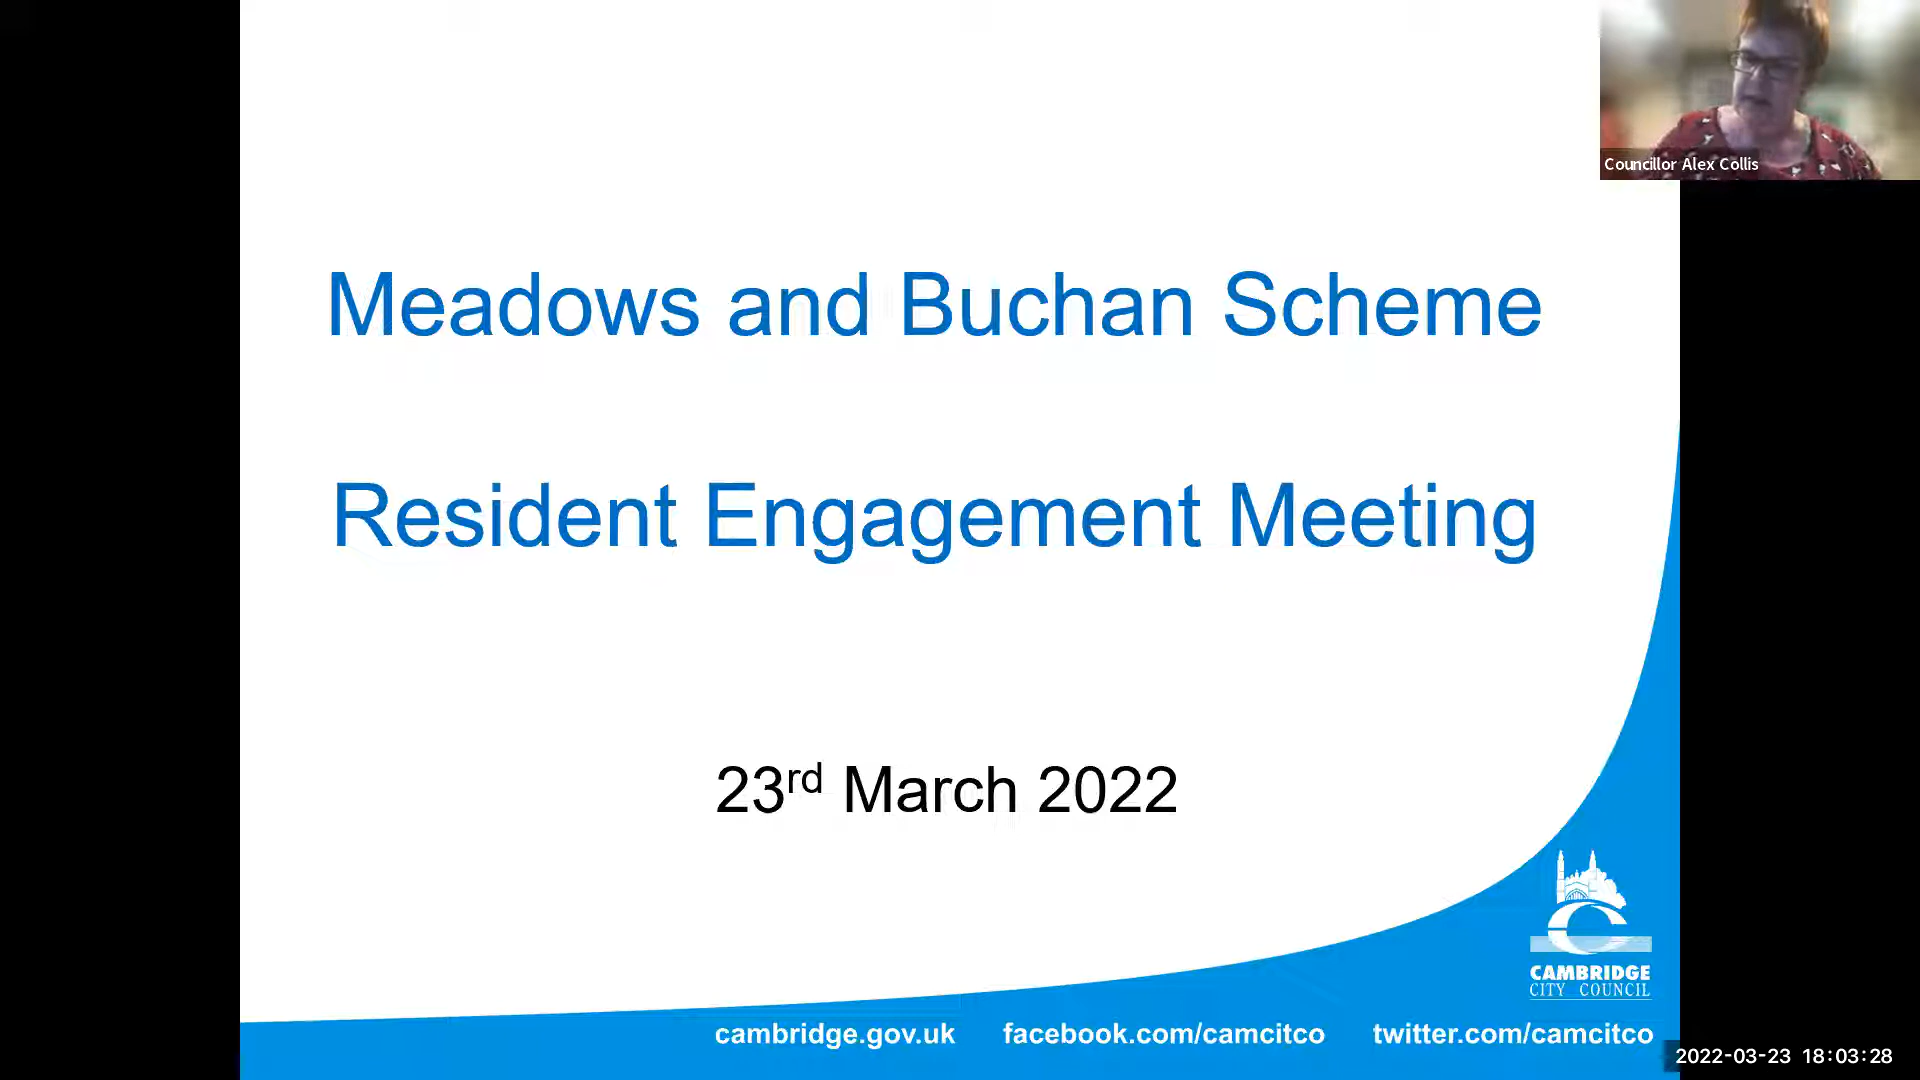 Councillor Alex Collis
Meadows and Buchan Scheme
Resident Engagement Meeting
23rd March 2022
CAMBRIDGE
CITY COUNCIL
cambridge.gov.uk facebook.com/camcitco twitter.com/camcitco
2022-03-23 18:03:28